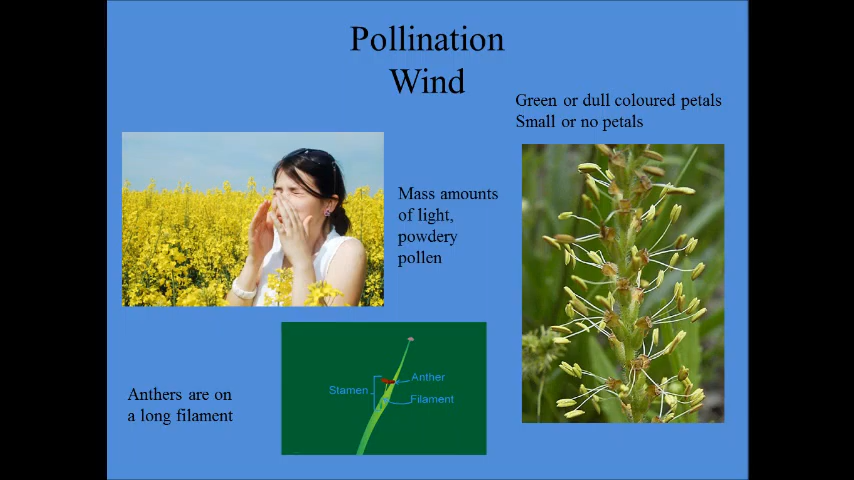 Pollination
Wind
Green or dull coloured petals
Small or no petals
Mass amounts
of light,
powdery
pollen
Anther
Stamen
Filament
Anthers are on
a long filament